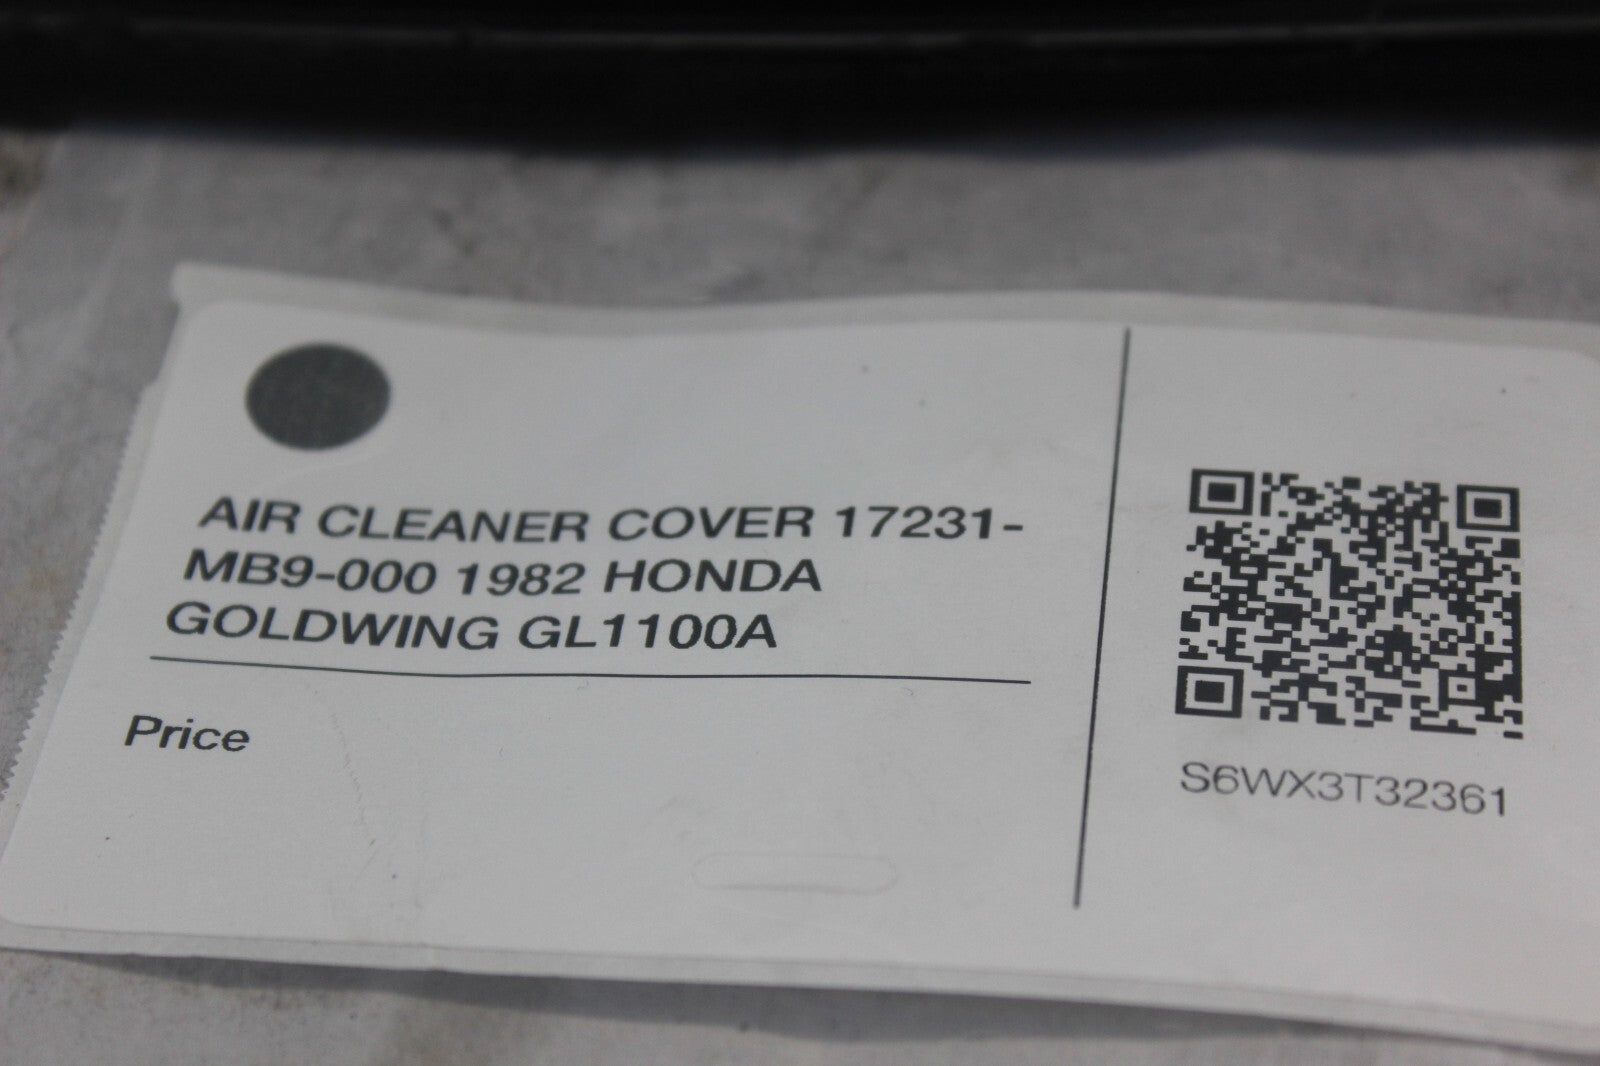 AIR CLEANER COVER 17231-
MB9-000 1982 HONDA
GOLDWING GL1100A
Price
S6WX3T32361